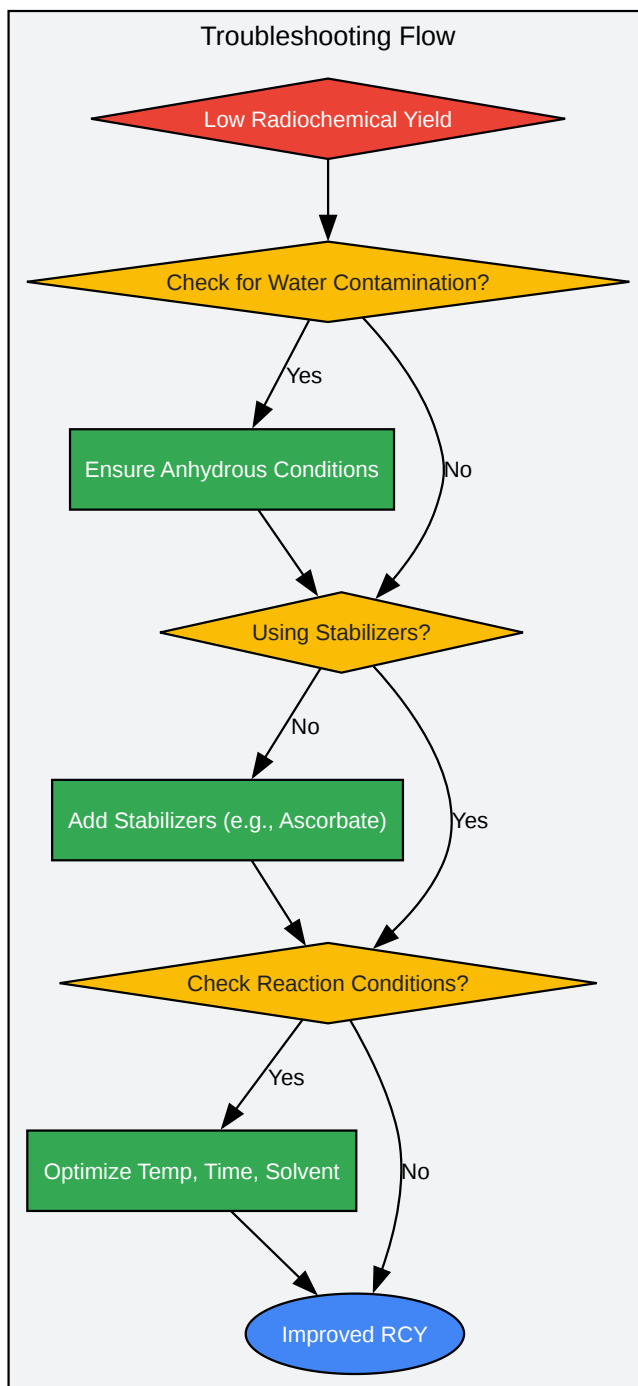 Troubleshooting Flow
Low Radiochemical Yield
Check for Water Contamination?
Yes
Ensure Anhydrous Conditions
No
Using Stabilizers?
No
Add Stabilizers (e.g., Ascorbate)
Yes
Check Reaction Conditions?
Yes
Optimize Temp, Time, Solvent
No
Improved RCY